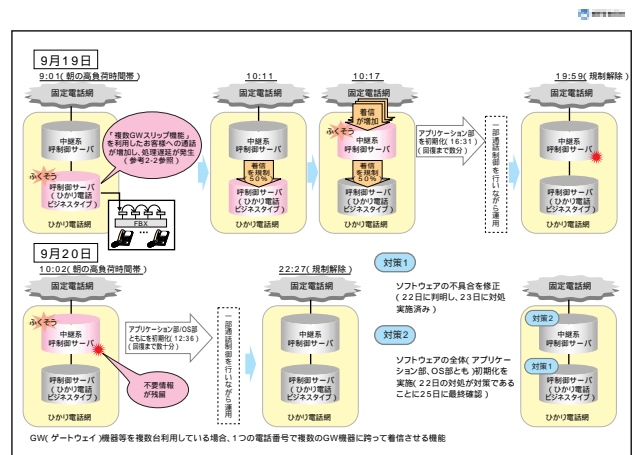 9月19日
9:01(朝の高負荷時間帯)
10:11
10:17
19:59(規制解除)
固定電話網
中継系
呼制御サーバ
ふくそう
呼制御サーバ
(ひかり電話
ビジネスタイプ)
ひかり電話網
「複数GWスリップ機能」
を利用したお客様への通話
が増加し、処理遅延が発生
(参考2-2参照)
FBX
固定電話網
中継系
呼制御サーバ
着信
を規制
50%
呼制御サーバ
(ひかり電話
ビジネスタイプ)
ひかり電話網
固定電話網
着信
が増加
ふくそう
中継系
呼制御サーバ
着信
を規制
50%
呼制御サーバ
(ひかり電話
ビジネスタイプ)
ひかり電話網
アプリケーション部
を初期化(16:31)
(回復まで数分)
一部通話制御を行いながら運用
固定電話網
中継系
呼制御サーバ
呼制御サーバ
(ひかり電話
ビジネスタイプ)
ひかり電話網
9月20日
10:02(朝の高負荷時間帯)
22:27(規制解除)
固定電話網
ふくそう
中継系
呼制御サーバ
呼制御サーバ
(ひかり電話
ビジネスタイプ)
ひかり電話網
不要情報
が残留
アプリケーション部/OS部
ともにを初期化(12:36)
(回復まで数十分)
一部通話制御を行いながら運用
固定電話網
中継系
呼制御サーバ
呼制御サーバ
(ひかり電話
ビジネスタイプ)
ひかり電話網
対策1
ソフトウェアの不具合を修正
(22日に判明し、23日に対処
実施済み)
対策2
ソフトウェアの全体(アプリケー
ション部、OS部とも)初期化を
実施(22日の対処が対策である
ことに25日に最終確認)
固定電話網
対策2
中継系
呼制御サーバ
対策1
呼制御サーバ
(ひかり電話
ビジネスタイプ)
ひかり電話網
GW(ゲートウェイ)機器等を複数台利用している場合、1つの電話番号で複数のGW機器に跨って着信させる機能